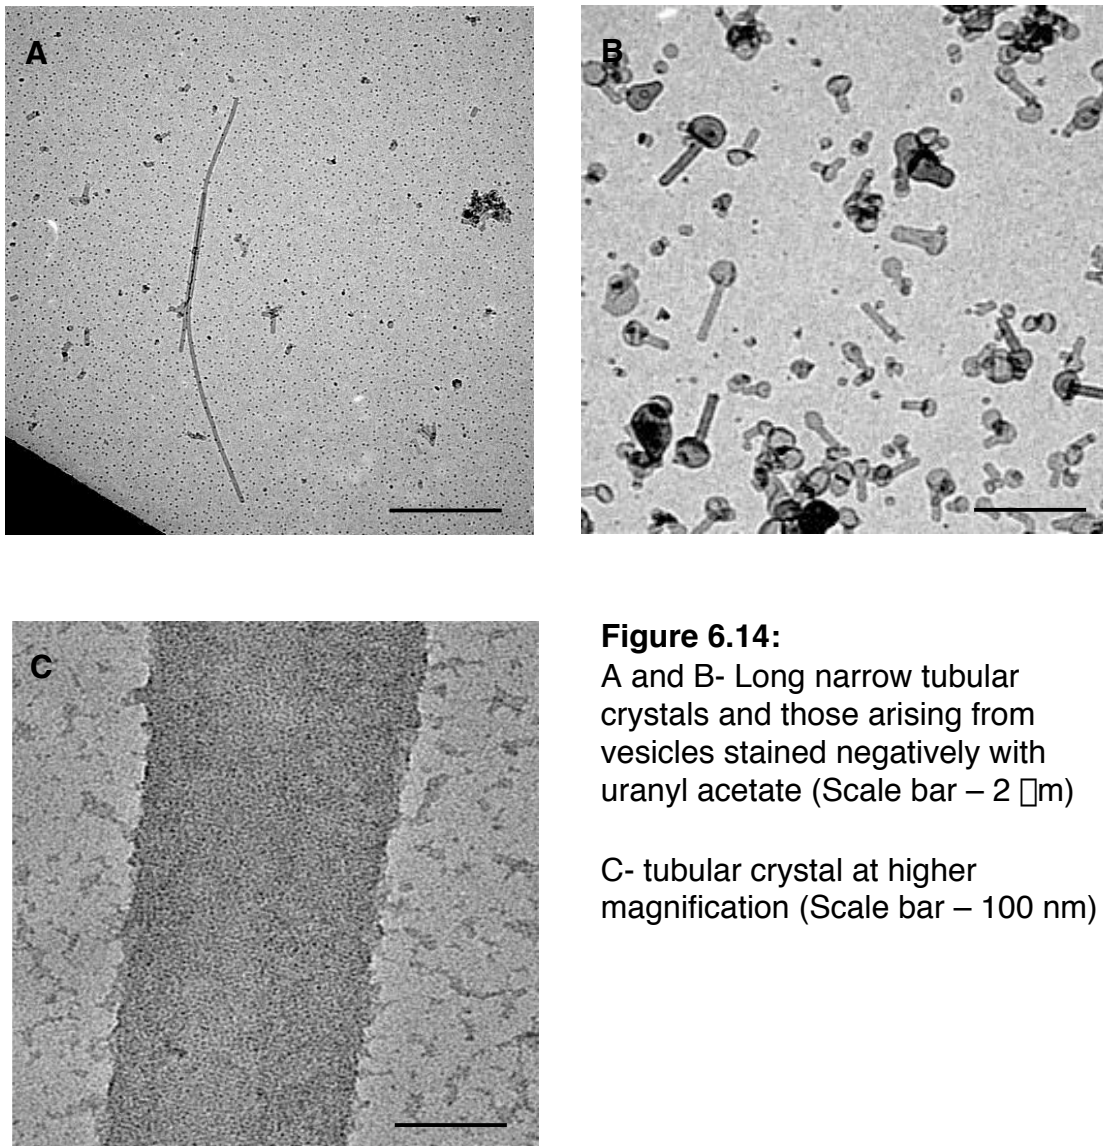 A
B
C
Figure 6.14:
A and B- Long narrow tubular
crystals and those arising from
vesicles stained negatively with
uranyl acetate (Scale bar – 2 □m)
C- tubular crystal at higher
magnification (Scale bar – 100 nm)